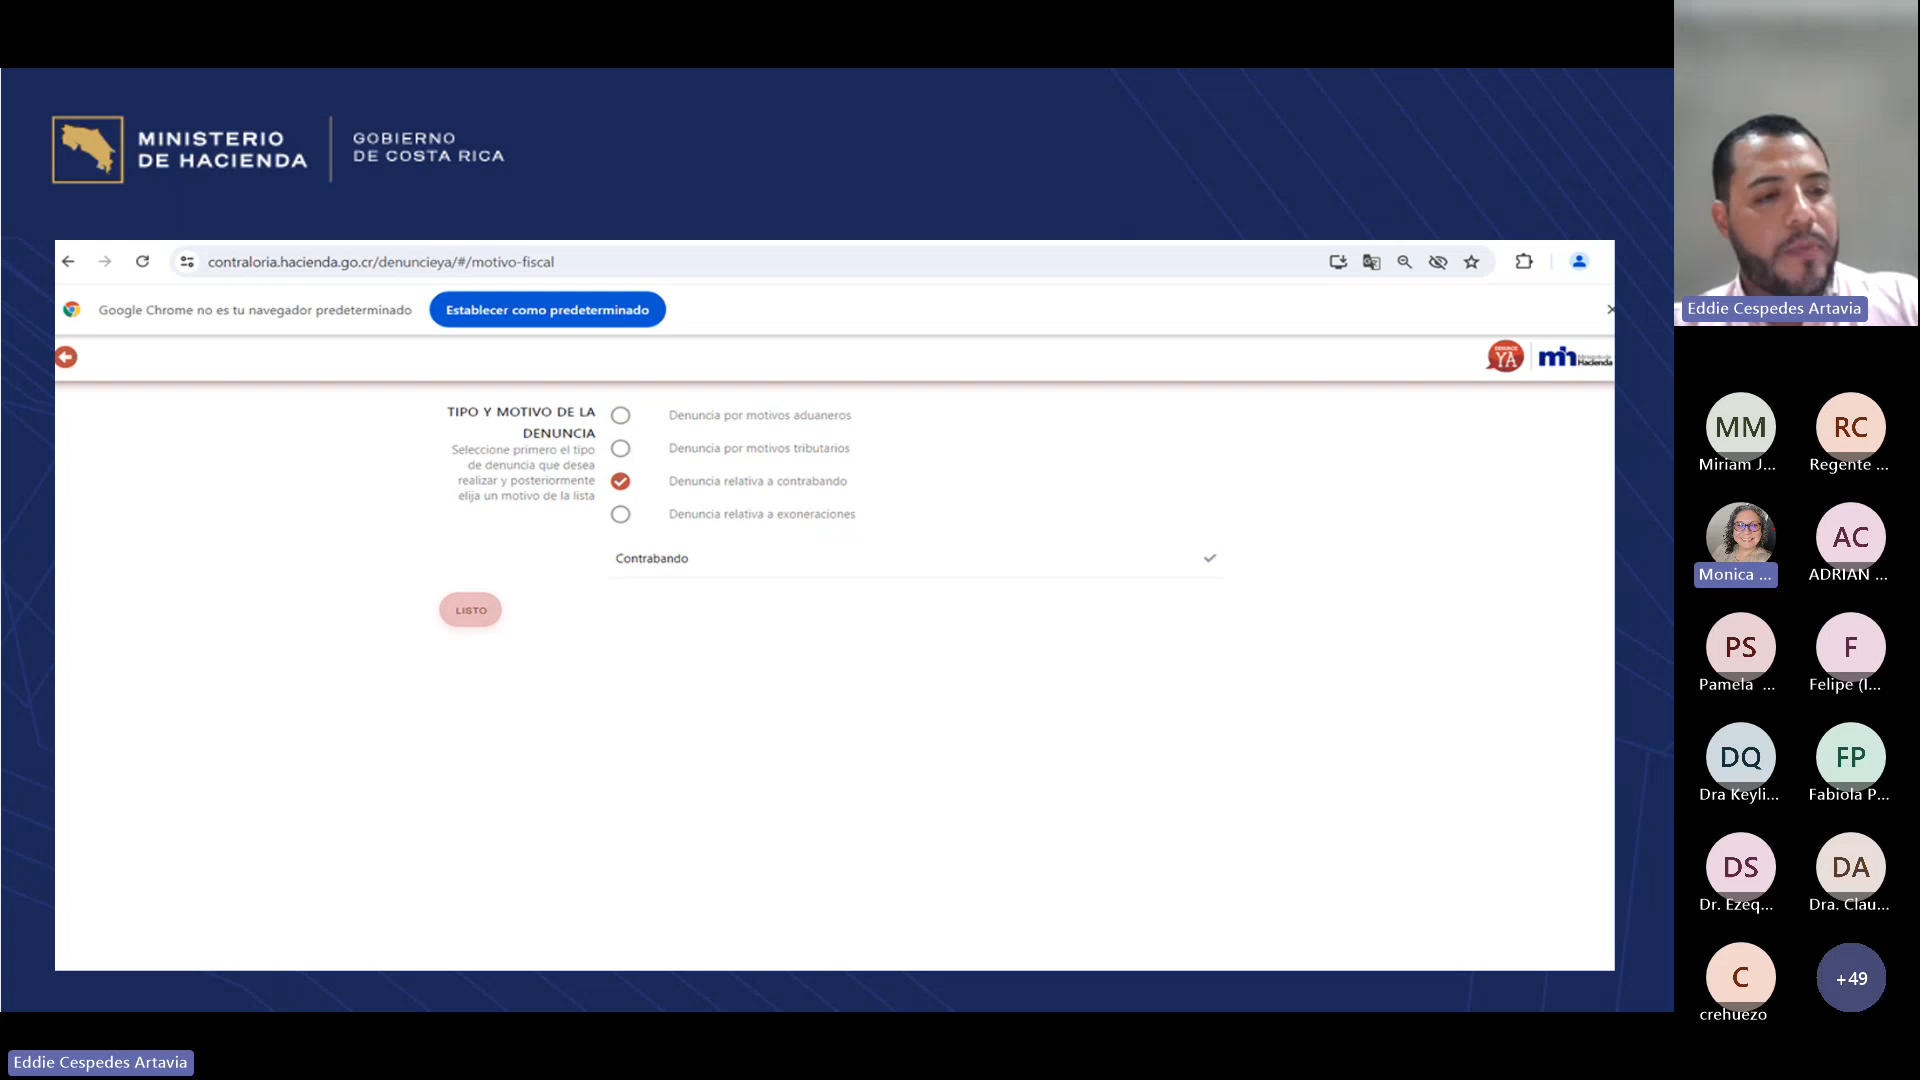 MINISTERIO
DE HACIENDA
GOBIERNO
DE COSTA RICA
contraloria.hacienda.go.cr/denuncieya/#/motivo-fiscal
Google Chrome no es tu navegador predeterminado
Establecer como predeterminado
YA
mh
Hacienda
TIPO Y MOTIVO DE LA
DENUNCIA
Seleccione primero el tipo
de denuncia que desea
realizar y posteriormente
elija un motivo de la lista
Denuncia por motivos aduaneros
Denuncia por motivos tributarios
Denuncia relativa a contrabando
Denuncia relativa a exoneraciones
Contrabando
LISTO
Eddie Cespedes Artavia
MM
Miriam J...
RC
Regente ...
Monica ...
AC
ADRIAN ...
PS
Pamela ...
F
Felipe (I...
DQ
Dra Keyli...
FP
Fabiola P...
DS
Dr. Ezeq...
DA
Dra. Clau...
C
crehuezo
+49
Eddie Cespedes Artavia